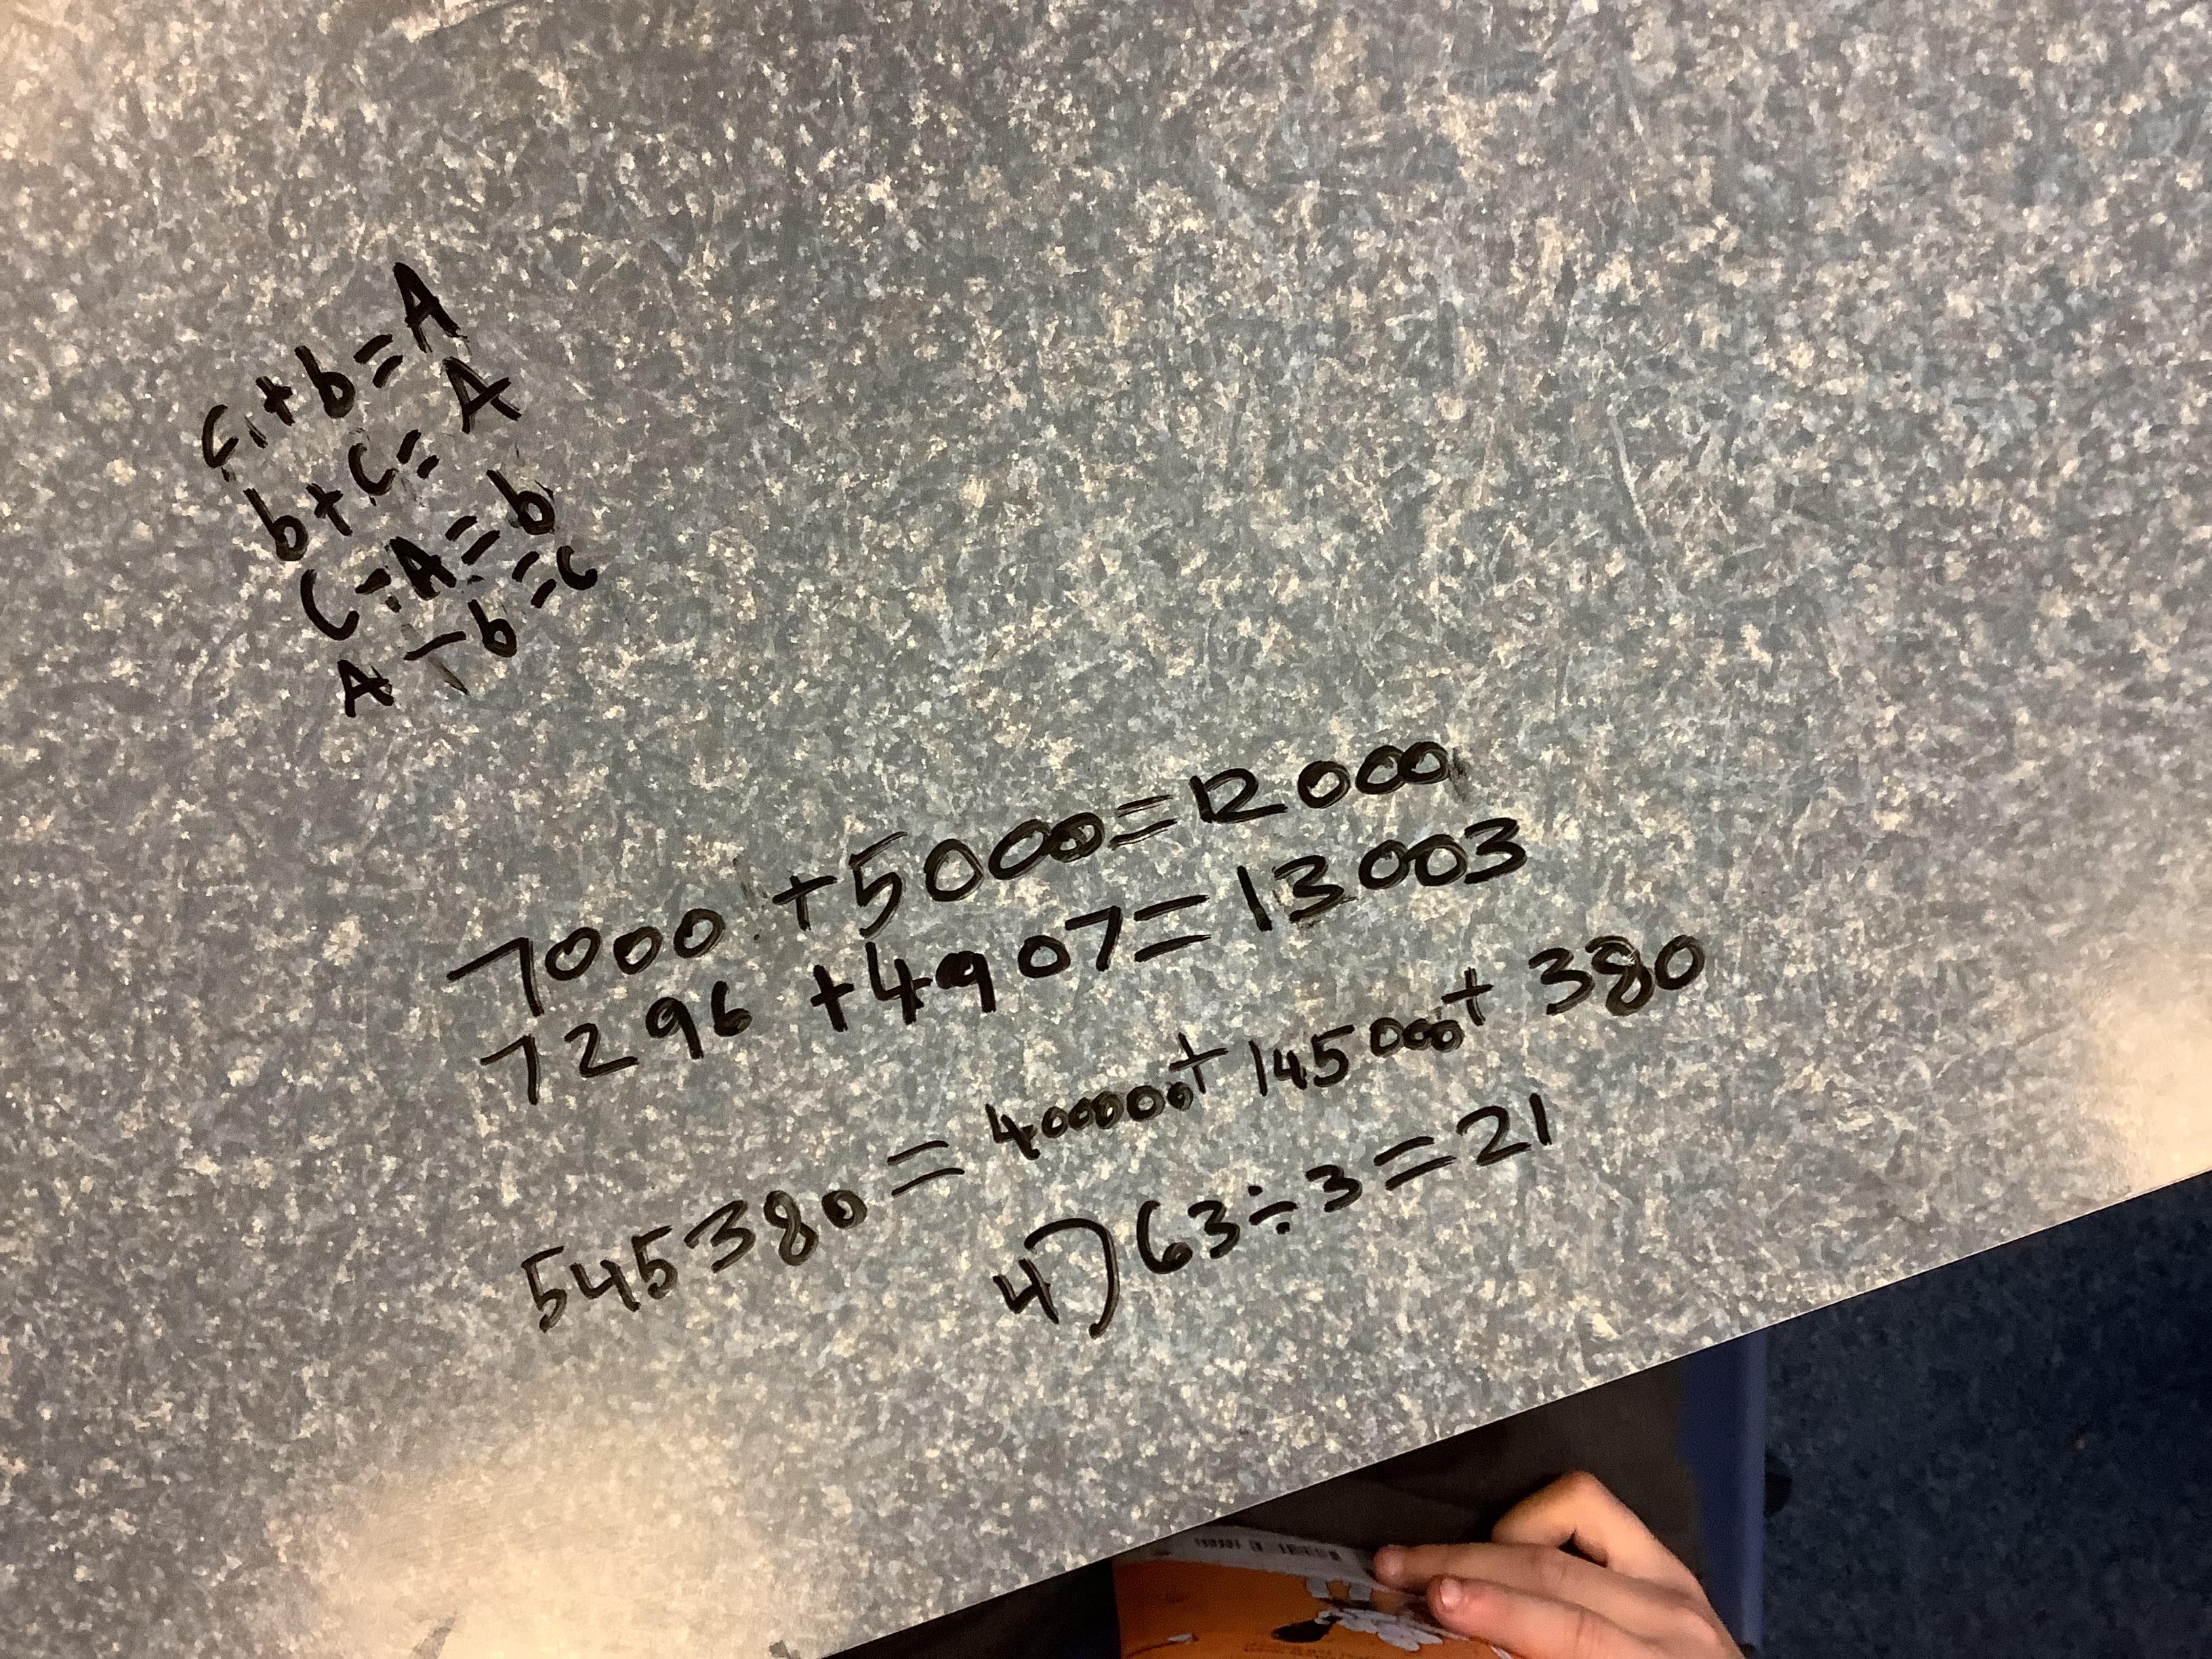 c+b=A
b+c=A
C-A=b
A-b=c
7000+5000=12000
7296+4907=13003
545380=400000+145000+380
4) 63÷3=21